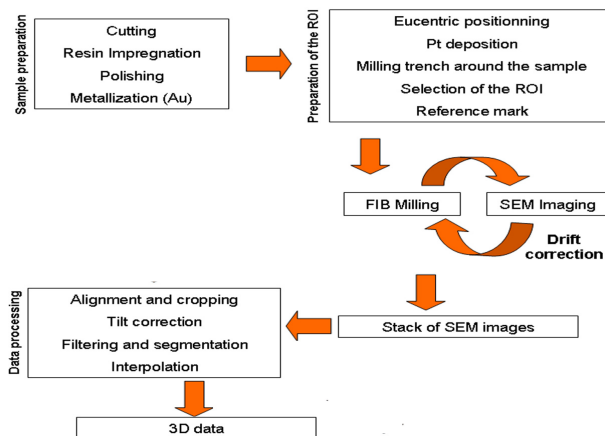 Sample preparation
Cutting
Resin Impregnation
Polishing
Metallization (Au)
Preparation of the ROI
Eucentric positionning
Pt deposition
Milling trench around the sample
Selection of the ROI
Reference mark
FIB Milling
SEM Imaging
Drift
correction
Stack of SEM images
Data processing
Alignment and cropping
Tilt correction
Filtering and segmentation
Interpolation
3D data